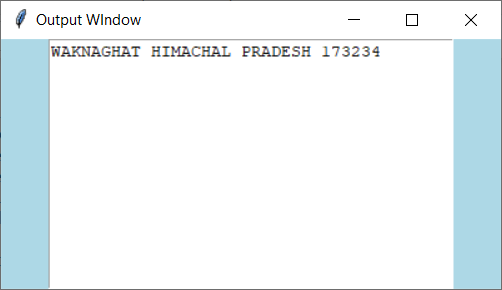 Output WIndow
WAKNAGHAT HIMACHAL PRADESH 173234